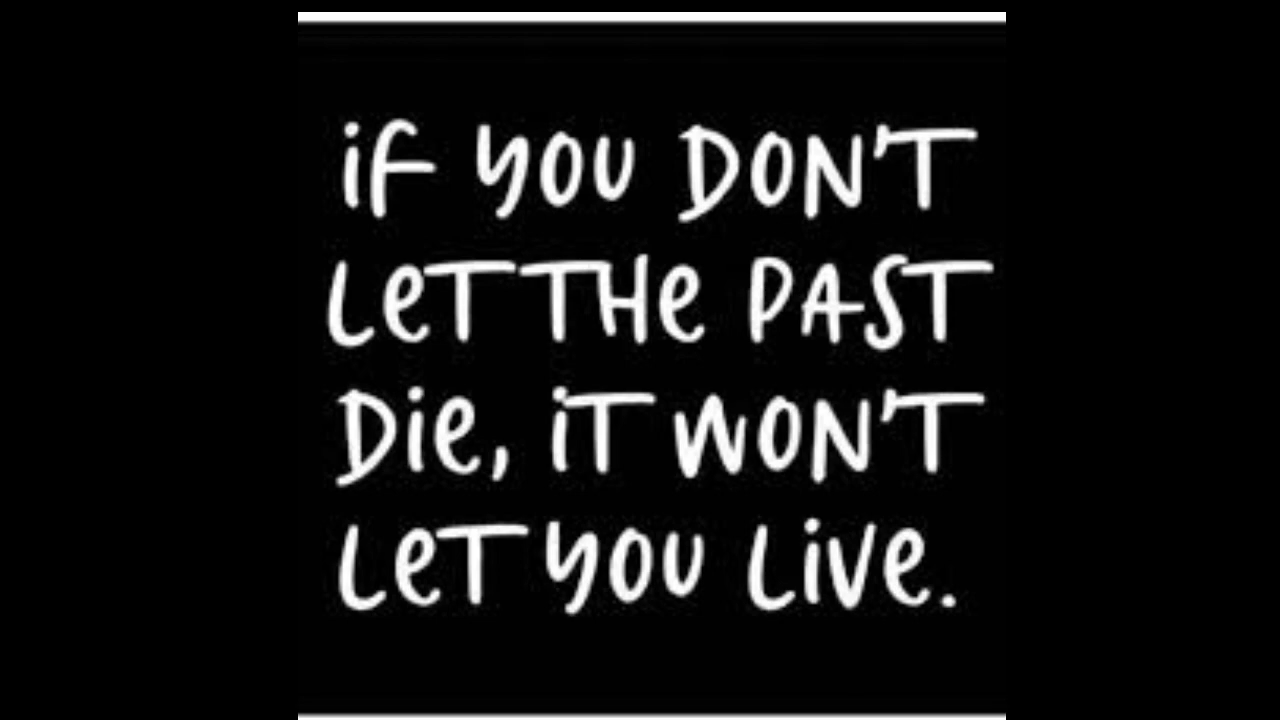 if you DON'T
LeT THe PAST
Die, iT WON'T
LeT you Live.